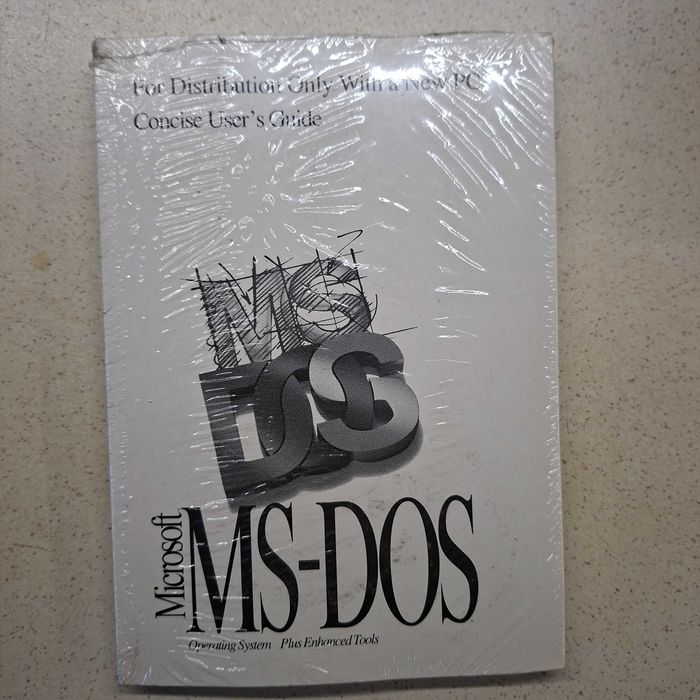 For Distribution Only With a New PC
Concise User's Guide
MS
DOS
Microsoft
MS-DOS
Operating System Plus Enhanced Tools